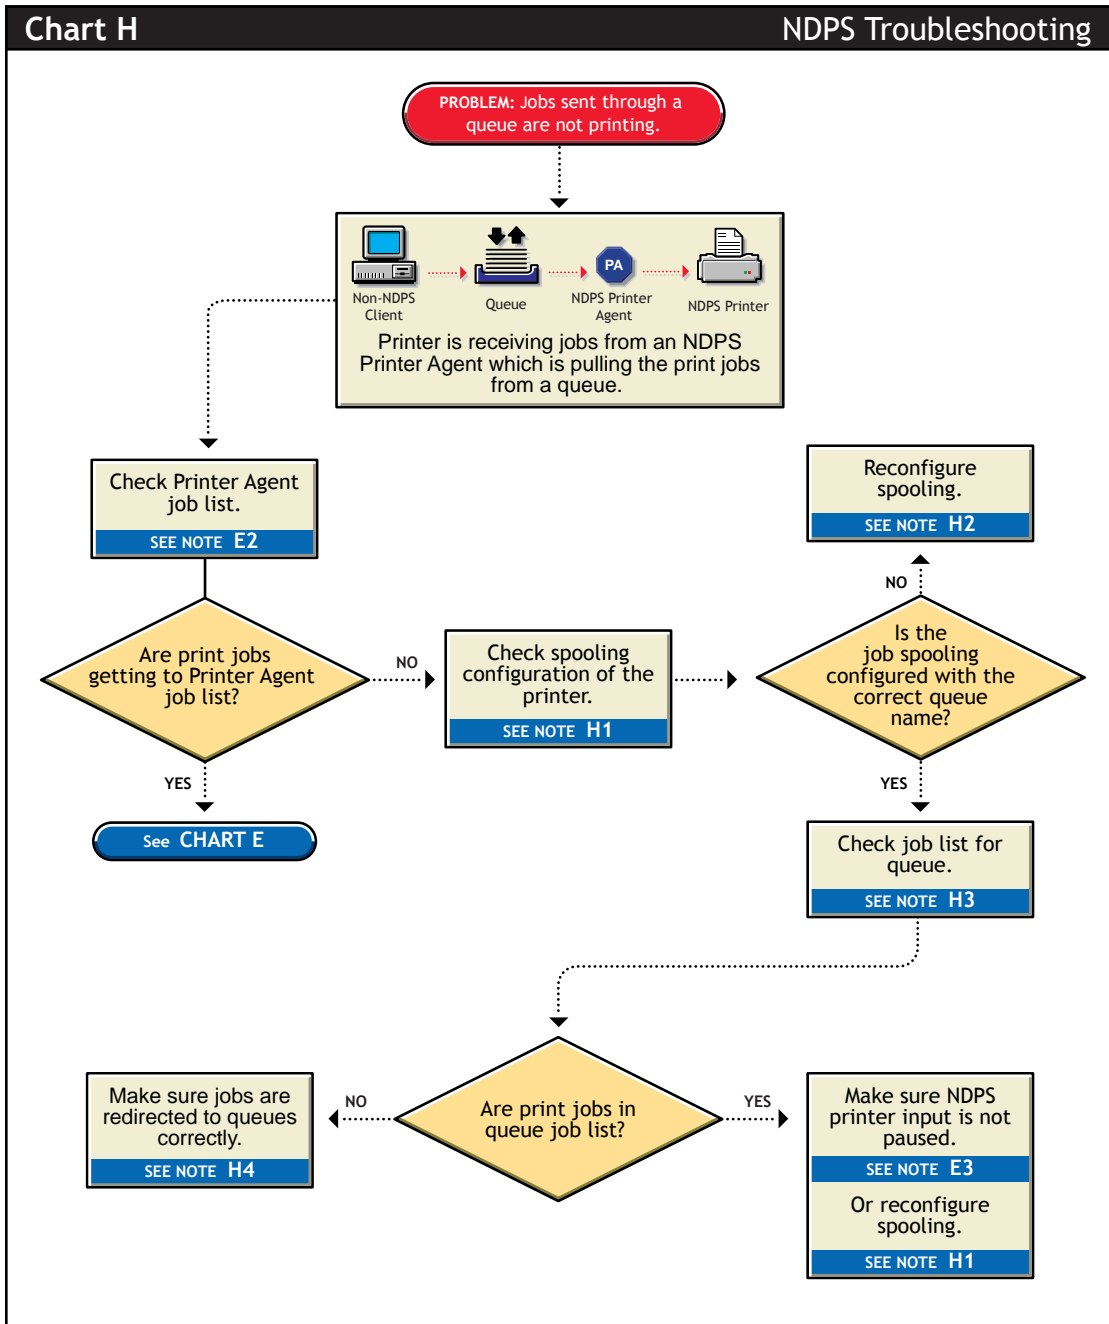 Chart H
NDPS Troubleshooting
PROBLEM: Jobs sent through a
queue are not printing.
PA
Non-NDPS
Client
Queue
NDPS Printer
Agent
NDPS Printer
Printer is receiving jobs from an NDPS
Printer Agent which is pulling the print jobs
from a queue.
Check Printer Agent
job list.
SEE NOTE E2
Reconfigure
spooling.
SEE NOTE H2
NO
Are print jobs
getting to Printer Agent
job list?
NO
Check spooling
configuration of the
printer.
SEE NOTE H1
Is the
job spooling
configured with the
correct queue
name?
YES
See CHART E
YES
Check job list for
queue.
SEE NOTE H3
Make sure jobs are
redirected to queues
correctly.
SEE NOTE H4
NO
Are print jobs in
queue job list?
YES
Make sure NDPS
printer input is not
paused.
SEE NOTE E3
Or reconfigure
spooling.
SEE NOTE H1